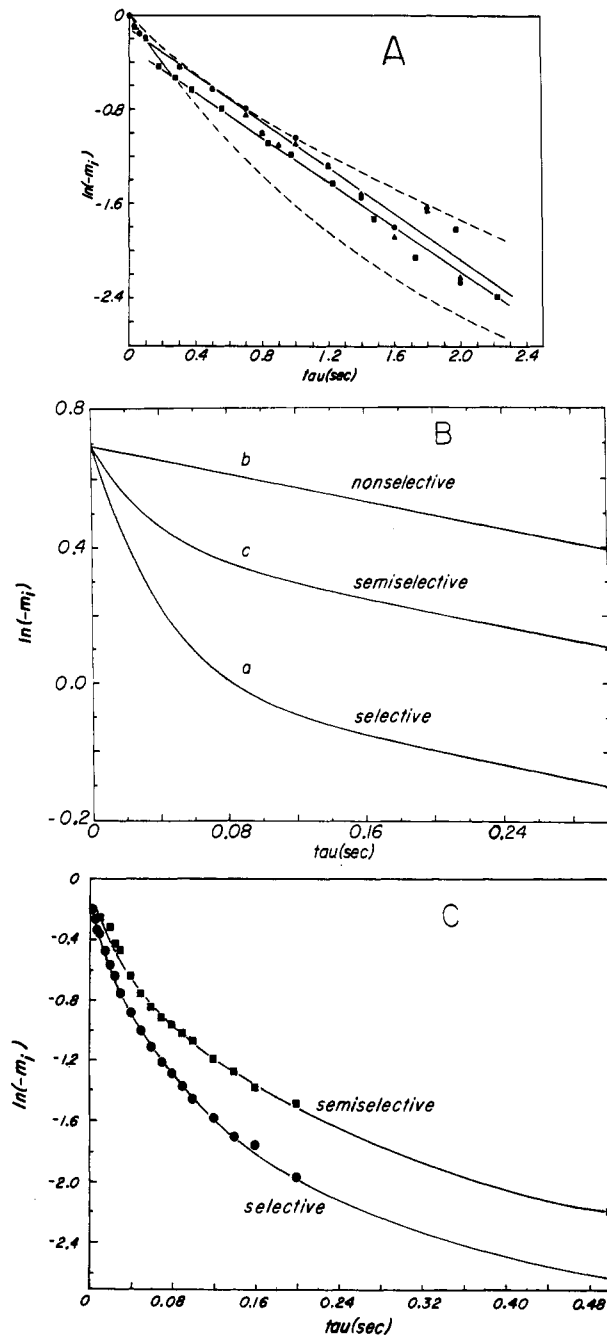 A
ln(-mi)
0
-0.8
-1.6
-2.4
0 0.4 0.8 1.2 1.6 2.0 2.4
tau(sec)
B
ln(-mi)
0.8
0.4
0.0
-0.2
b
nonselective
c
semiselective
a
selective
0 0.08 0.16 0.24
tau(sec)
C
ln(-mi)
0
-0.4
-0.8
-1.2
-1.6
-2.0
-2.4
semiselective
selective
0 0.08 0.16 0.24 0.32 0.40 0.48
tau(sec)